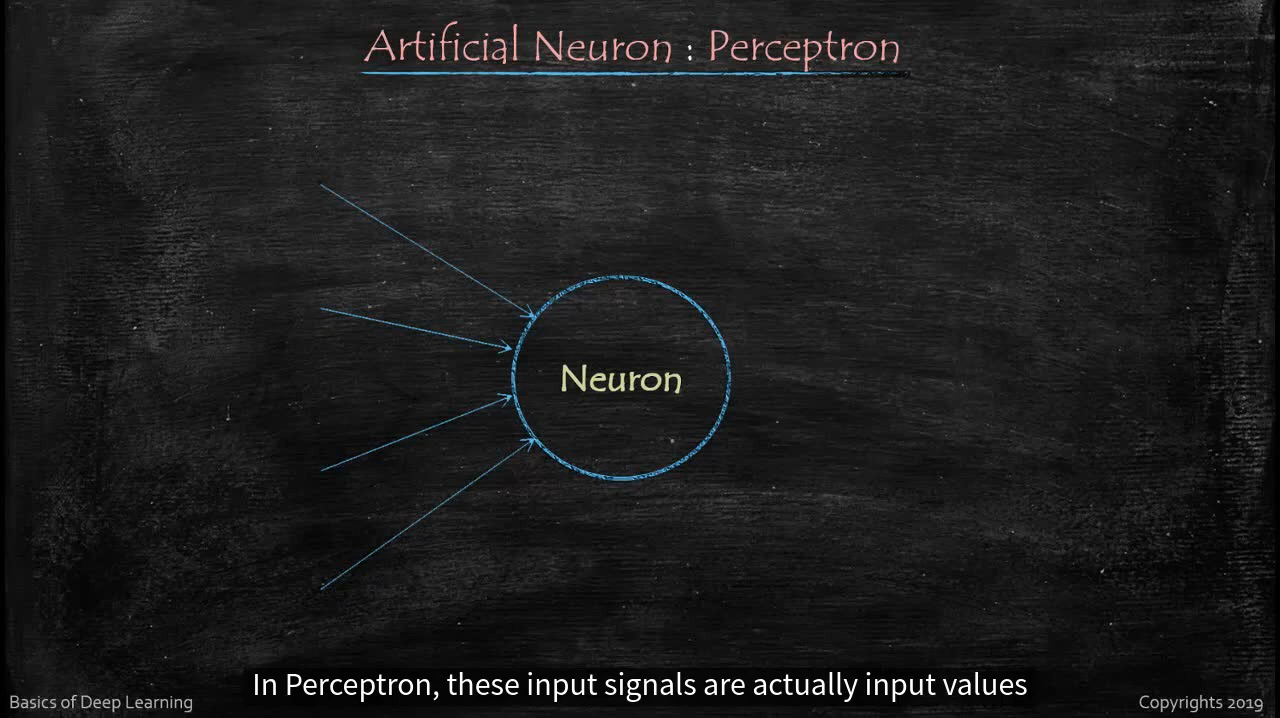 Artificial Neuron : Perceptron
Neuron
In Perceptron, these input signals are actually input values
Basics of Deep Learning
Copyrights 2019